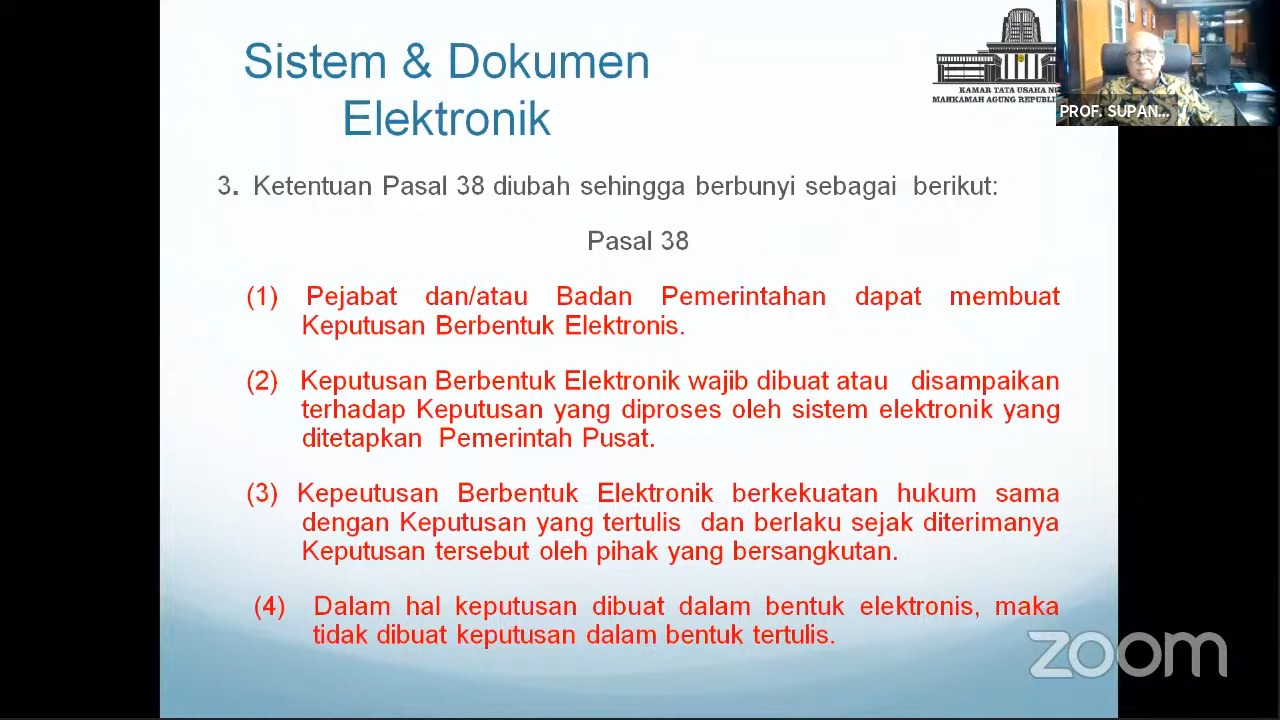 Sistem & Dokumen
Elektronik
KAMAR TATA USAHA
MAHKAMAH AGUNG
PROF. SUPAN...
3. Ketentuan Pasal 38 diubah sehingga berbunyi sebagai berikut:
Pasal 38
(1) Pejabat dan/atau Badan Pemerintahan dapat membuat
Keputusan Berbentuk Elektronis.
(2) Keputusan Berbentuk Elektronik wajib dibuat atau disampaikan
terhadap Keputusan yang diproses oleh sistem elektronik yang
ditetapkan Pemerintah Pusat.
(3) Kepeutusan Berbentuk Elektronik berkekuatan hukum sama
dengan Keputusan yang tertulis dan berlaku sejak diterimanya
Keputusan tersebut oleh pihak yang bersangkutan.
(4) Dalam hal keputusan dibuat dalam bentuk elektronis, maka
tidak dibuat keputusan dalam bentuk tertulis.
zoom